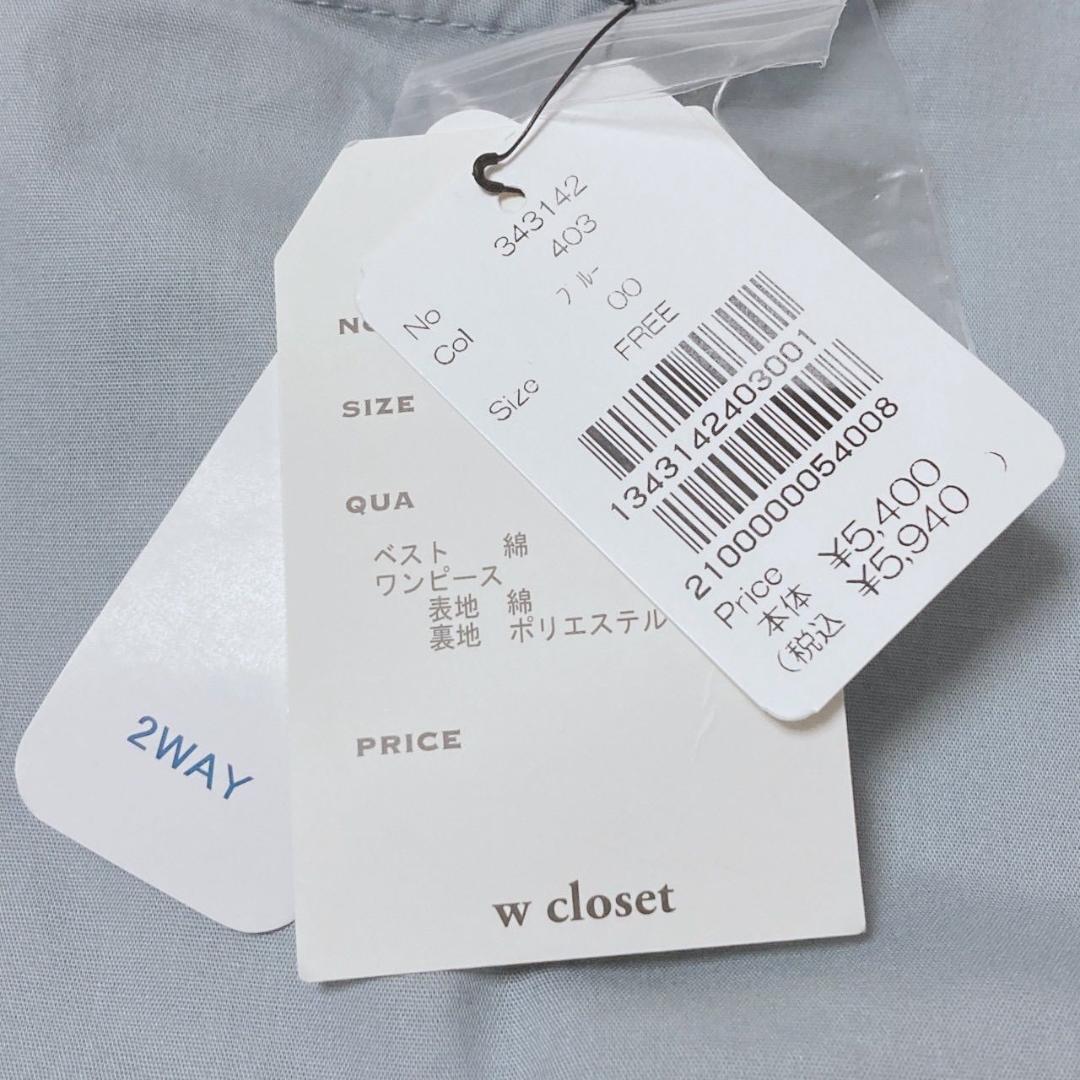 No 343142
Col 403
ブルー
Size 00
FREE
1343142403001
2100000054008
Price
本体 ¥5,400
(税込 ¥5,940 )
SIZE
QUA
ベスト 綿
ワンピース
表地 綿
裏地 ポリエステル
PRICE
w closet
2WAY